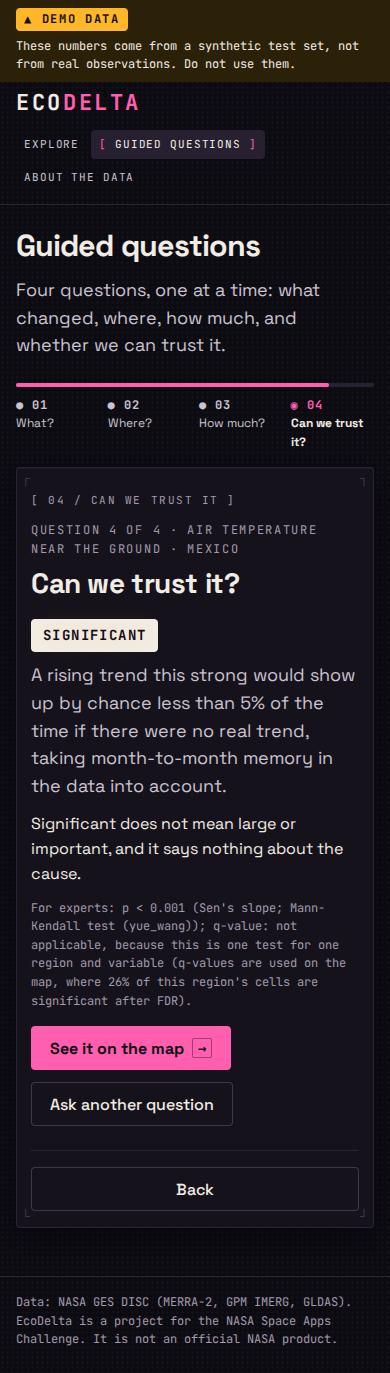 ▲ DEMO DATA
These numbers come from a synthetic test set, not
from real observations. Do not use them.
ECODELTA
EXPLORE [ GUIDED QUESTIONS ]
ABOUT THE DATA
Guided questions
Four questions, one at a time: what
changed, where, how much, and
whether we can trust it.
● 01 ● 02 ● 03 ◉ 04
What? Where? How much? Can we trust
it?
[ 04 / CAN WE TRUST IT ]
QUESTION 4 OF 4 · AIR TEMPERATURE
NEAR THE GROUND · MEXICO
Can we trust it?
SIGNIFICANT
A rising trend this strong would show
up by chance less than 5% of the
time if there were no real trend,
taking month-to-month memory in
the data into account.
Significant does not mean large or
important, and it says nothing about the
cause.
For experts: p < 0.001 (Sen's slope; Mann-
Kendall test (yue_wang)); q-value: not
applicable, because this is one test for one
region and variable (q-values are used on the
map, where 26% of this region's cells are
significant after FDR).
See it on the map →
Ask another question
Back
Data: NASA GES DISC (MERRA-2, GPM IMERG, GLDAS).
EcoDelta is a project for the NASA Space Apps
Challenge. It is not an official NASA product.